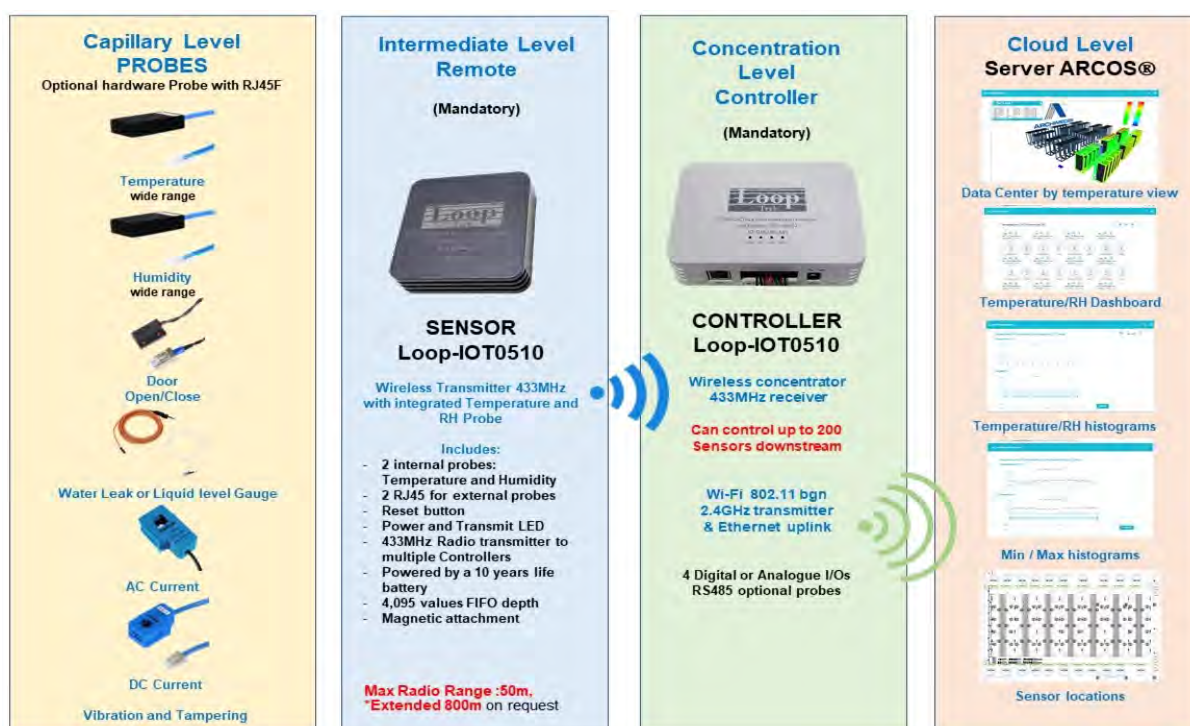 Capillary Level
PROBES
Optional hardware Probe with RJ45F
Temperature
wide range
Humidity
wide range
Door
Open/Close
Water Leak or Liquid level Gauge
AC Current
DC Current
Vibration and Tampering
Intermediate Level
Remote
(Mandatory)
Loop
SENSOR
Loop-IOT0510
Wireless Transmitter 433MHz
with integrated Temperature and
RH Probe
Includes:
- 2 internal probes:
Temperature and Humidity
- 2 RJ45 for external probes
- Reset button
- Power and Transmit LED
- 433MHz Radio transmitter to
multiple Controllers
- Powered by a 10 years life
battery
- 4,095 values FIFO depth
- Magnetic attachment
Max Radio Range :50m,
*Extended 800m on request
Concentration
Level
Controller
(Mandatory)
Loop
CONTROLLER
Loop-IOT0510
Wireless concentrator
433MHz receiver
Can control up to 200
Sensors downstream
Wi-Fi 802.11 bgn
2.4GHz transmitter
& Ethernet uplink
4 Digital or Analogue I/Os
RS485 optional probes
Cloud Level
Server ARCOS®
Data Center by temperature view
Temperature/RH Dashboard
Temperature/RH histograms
Min / Max histograms
Sensor locations